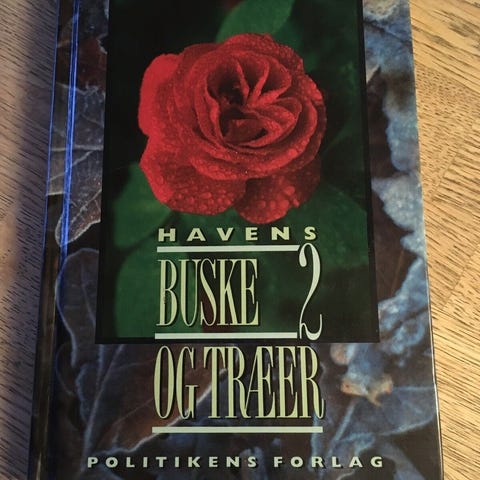 HAVENS
BUSKE 2
OG TRÆER
POLITIKENS FORLAG